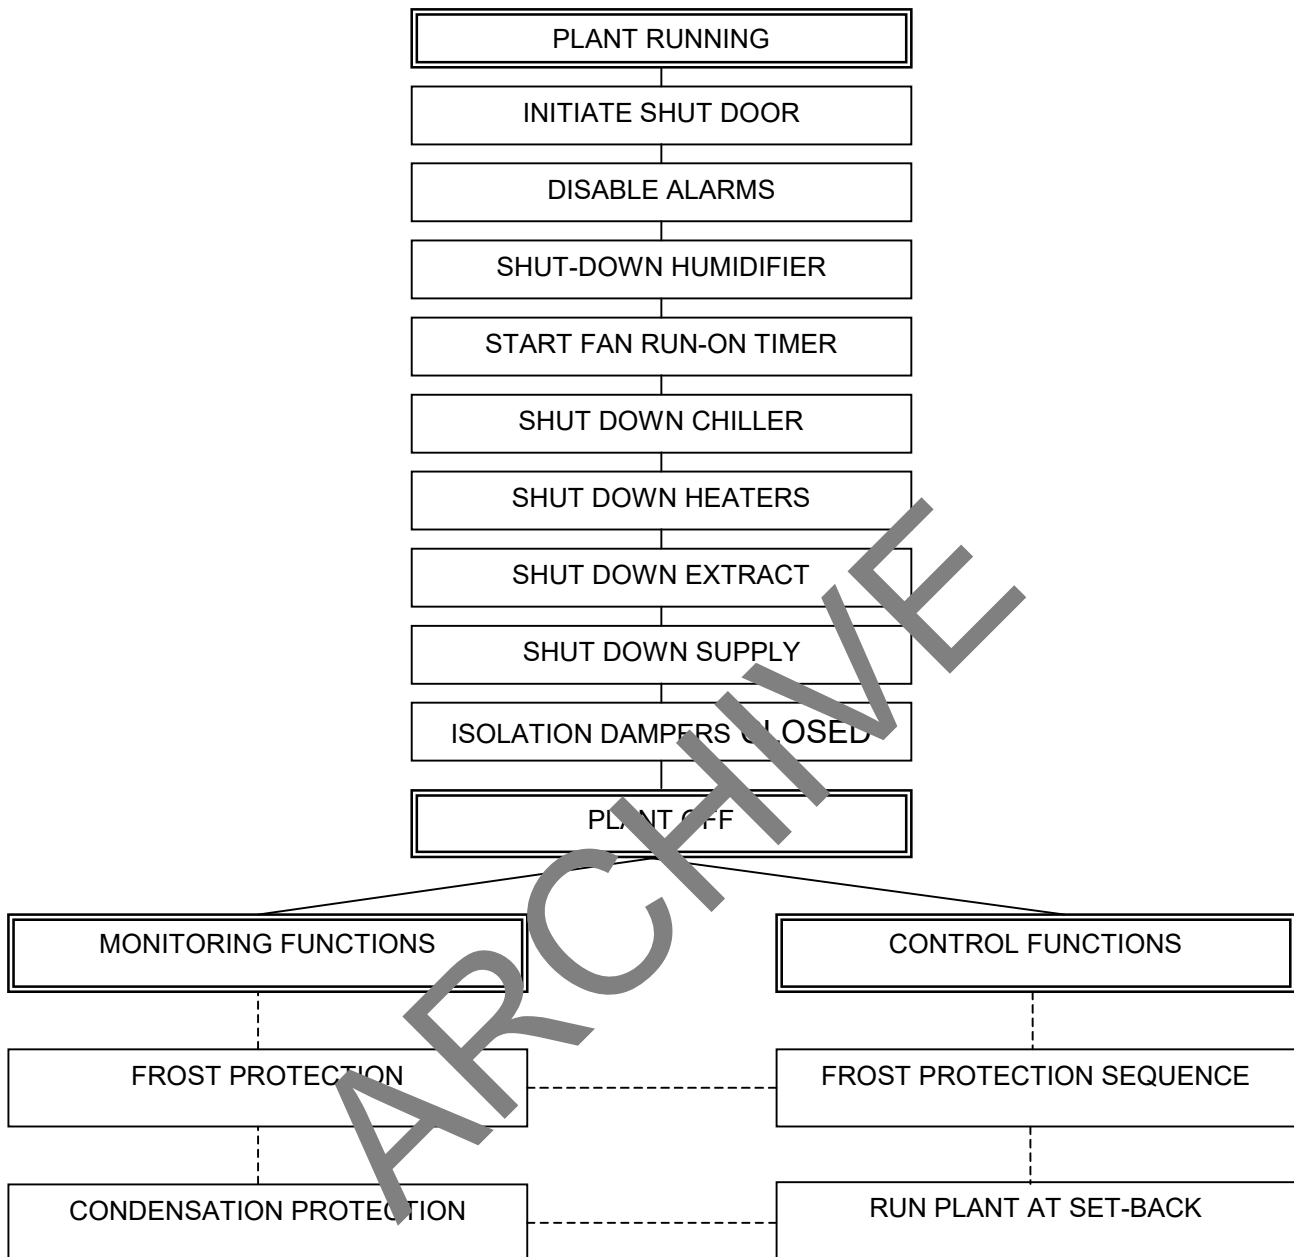 PLANT RUNNING
INITIATE SHUT DOOR
DISABLE ALARMS
SHUT-DOWN HUMIDIFIER
START FAN RUN-ON TIMER
SHUT DOWN CHILLER
SHUT DOWN HEATERS
SHUT DOWN EXTRACT
SHUT DOWN SUPPLY
ISOLATION DAMPERS CLOSED
PLANT OFF
MONITORING FUNCTIONS
CONTROL FUNCTIONS
FROST PROTECTION
FROST PROTECTION SEQUENCE
CONDENSATION PROTECTION
RUN PLANT AT SET-BACK
ARCHIVE